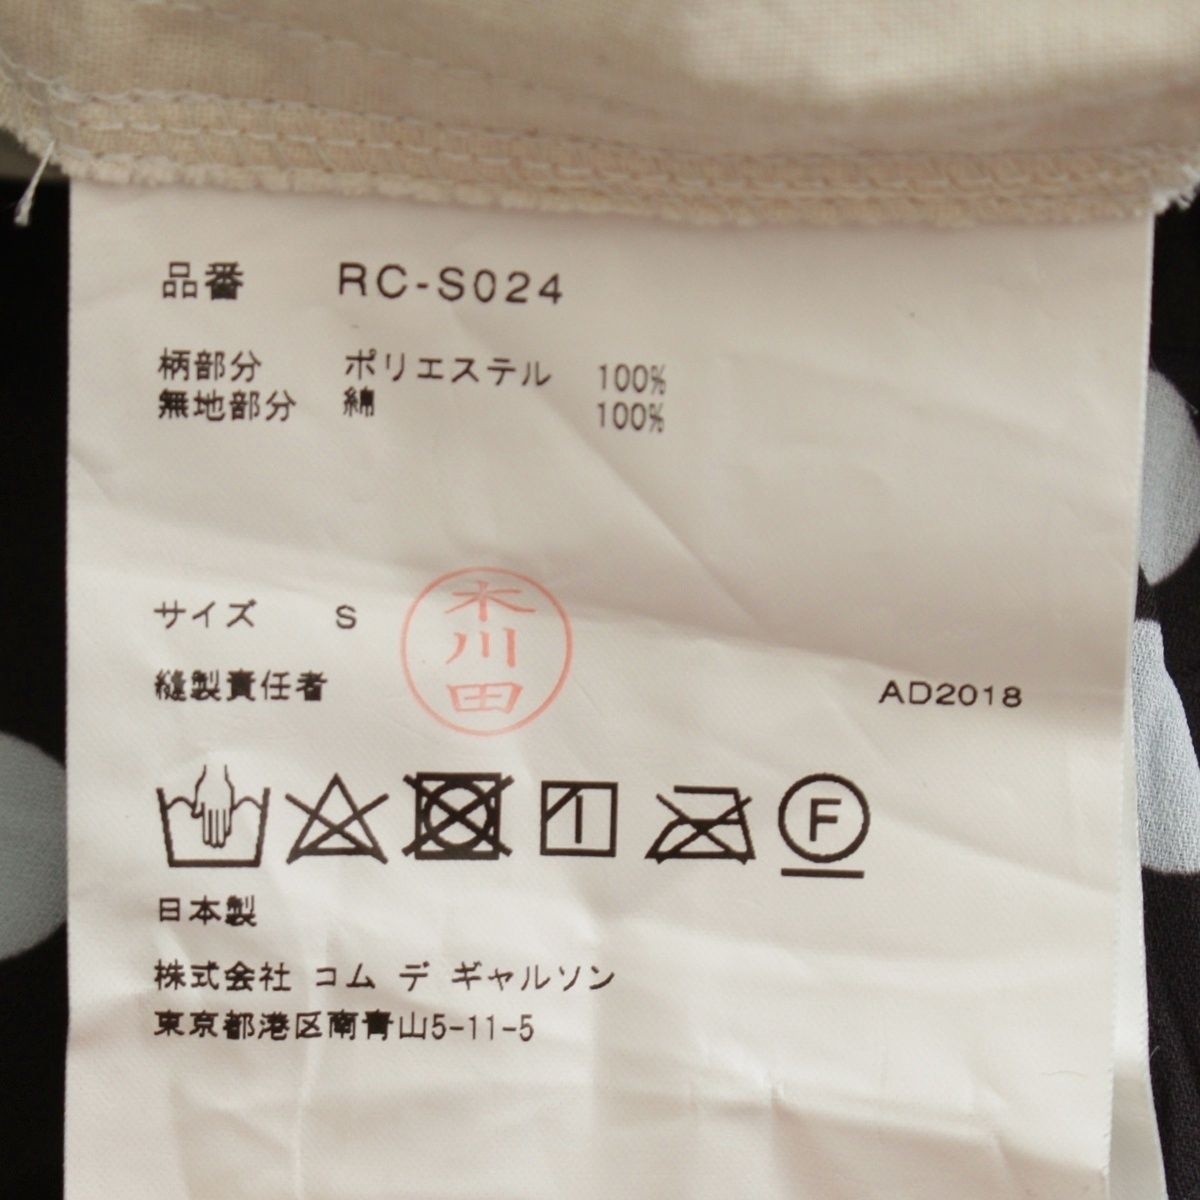 品番 RC-S024
柄部分 ポリエステル 100%
無地部分 綿 100%
サイズ S
木川田
縫製責任者
AD2018
F
日本製
株式会社 コム デ ギャルソン
東京都港区南青山5-11-5